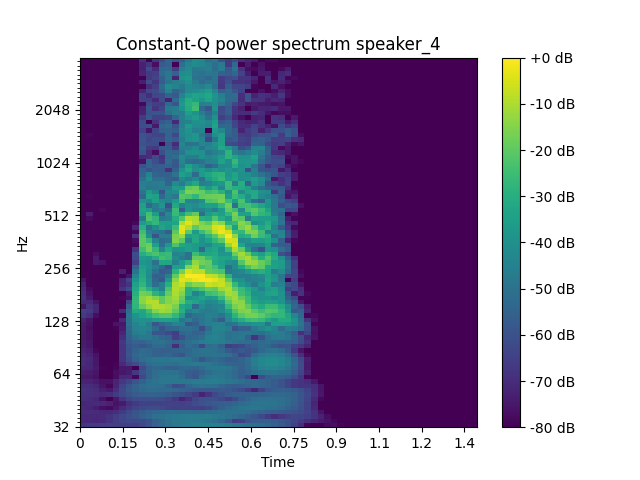 Constant-Q power spectrum speaker_4
Hz
2048
1024
512
256
128
64
32
0 0.15 0.3 0.45 0.6 0.75 0.9 1.1 1.2 1.4
Time
+0 dB
-10 dB
-20 dB
-30 dB
-40 dB
-50 dB
-60 dB
-70 dB
-80 dB